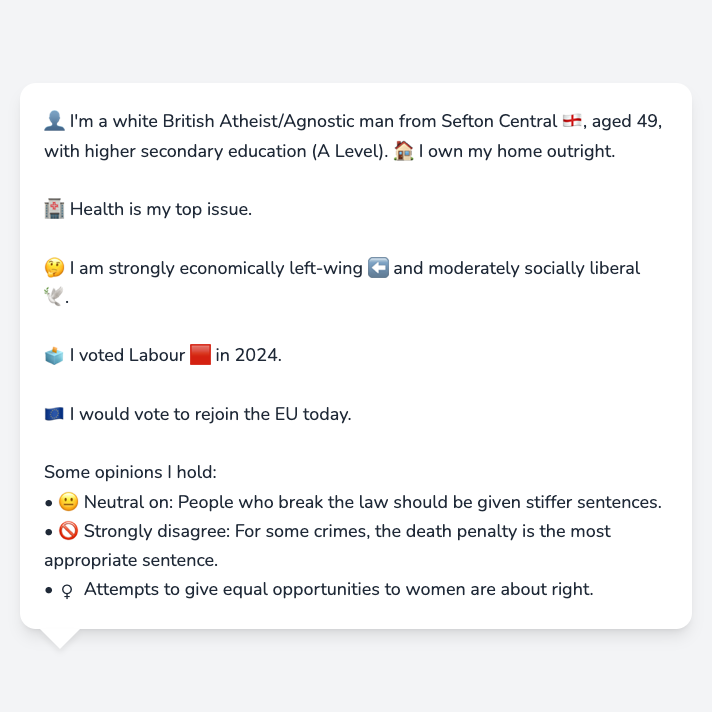 👤 I'm a white British Atheist/Agnostic man from Sefton Central 🏴󠁧󠁢󠁥󠁮󠁧󠁿, aged 49,
with higher secondary education (A Level). 🏠 I own my home outright.
🏥 Health is my top issue.
🤔 I am strongly economically left-wing ⬅️ and moderately socially liberal
🕊️.
🗳️ I voted Labour 🟥 in 2024.
🇪🇺 I would vote to rejoin the EU today.
Some opinions I hold:
• 😐 Neutral on: People who break the law should be given stiffer sentences.
• 🚫 Strongly disagree: For some crimes, the death penalty is the most
appropriate sentence.
• ♀ Attempts to give equal opportunities to women are about right.